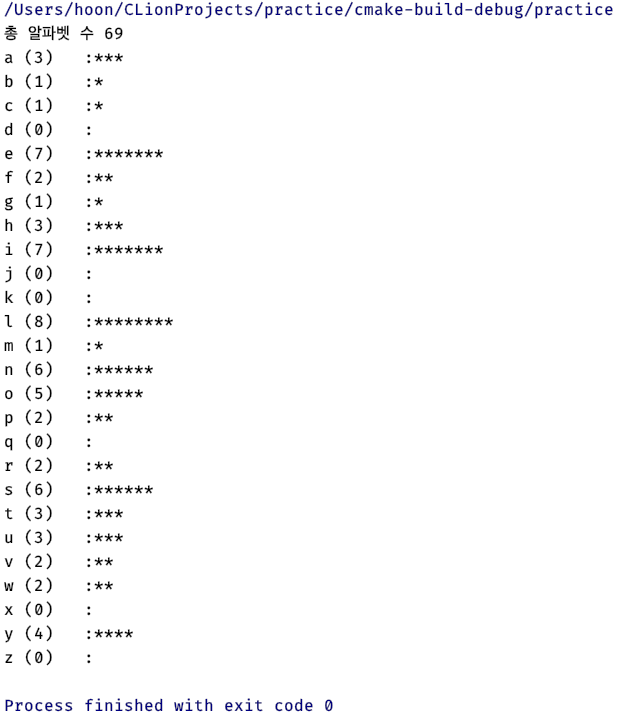 /Users/hoon/CLionProjects/practice/cmake-build-debug/practice
총 알파벳 수 69
a (3)   :***
b (1)   :*
c (1)   :*
d (0)   :
e (7)   :*******
f (2)   :**
g (1)   :*
h (3)   :***
i (7)   :*******
j (0)   :
k (0)   :
l (8)   :********
m (1)   :*
n (6)   :******
o (5)   :*****
p (2)   :**
q (0)   :
r (2)   :**
s (6)   :******
t (3)   :***
u (3)   :***
v (2)   :**
w (2)   :**
x (0)   :
y (4)   :****
z (0)   :
Process finished with exit code 0